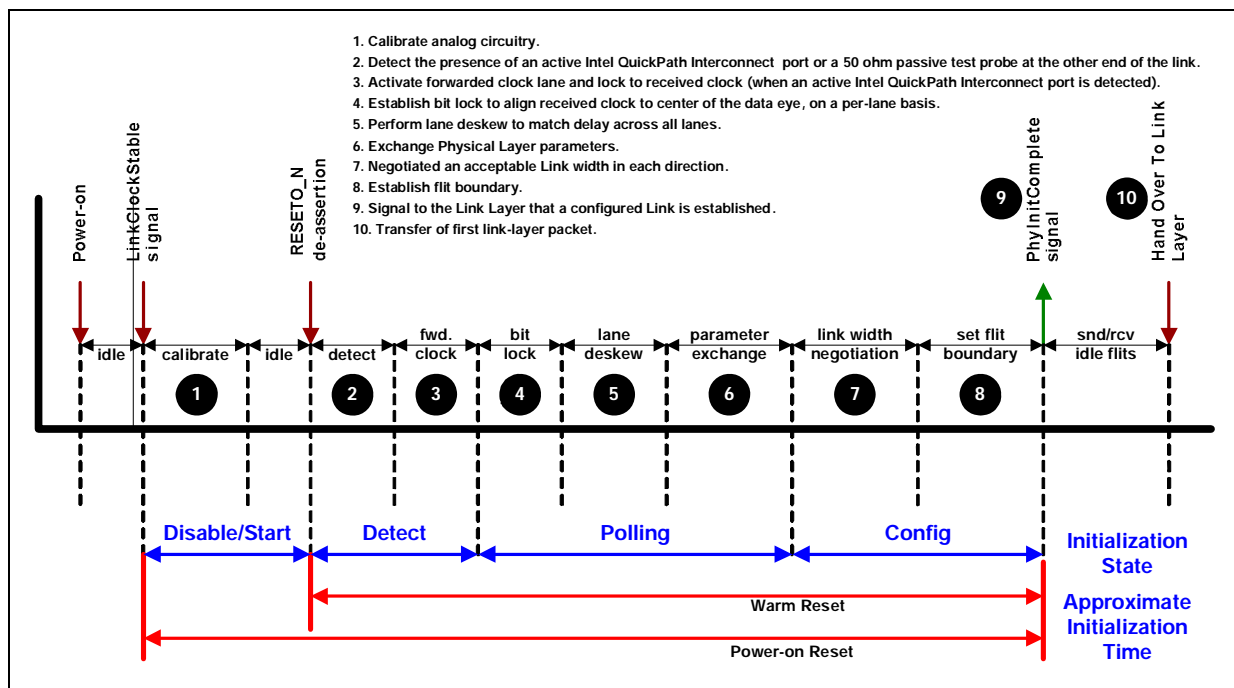 1. Calibrate analog circuitry.
2. Detect the presence of an active Intel QuickPath Interconnect port or a 50 ohm passive test probe at the other end of the link.
3. Activate forwarded clock lane and lock to received clock (when an active Intel QuickPath Interconnect port is detected).
4. Establish bit lock to align received clock to center of the data eye, on a per-lane basis.
5. Perform lane deskew to match delay across all lanes.
6. Exchange Physical Layer parameters.
7. Negotiated an acceptable Link width in each direction.
8. Establish flit boundary.
9. Signal to the Link Layer that a configured Link is established.
10. Transfer of first link-layer packet.
Power-on
LinkClockStable
signal
RESETO_N
de-assertion
9
PhyInitComplete
signal
10
Hand Over To Link
Layer
idle
calibrate
idle
detect
fwd.
clock
bit
lock
lane
deskew
parameter
exchange
link width
negotiation
set flit
boundary
snd/rcv
idle flits
1
2
3
4
5
6
7
8
Disable/Start
Detect
Polling
Config
Initialization
State
Warm Reset
Power-on Reset
Approximate
Initialization
Time